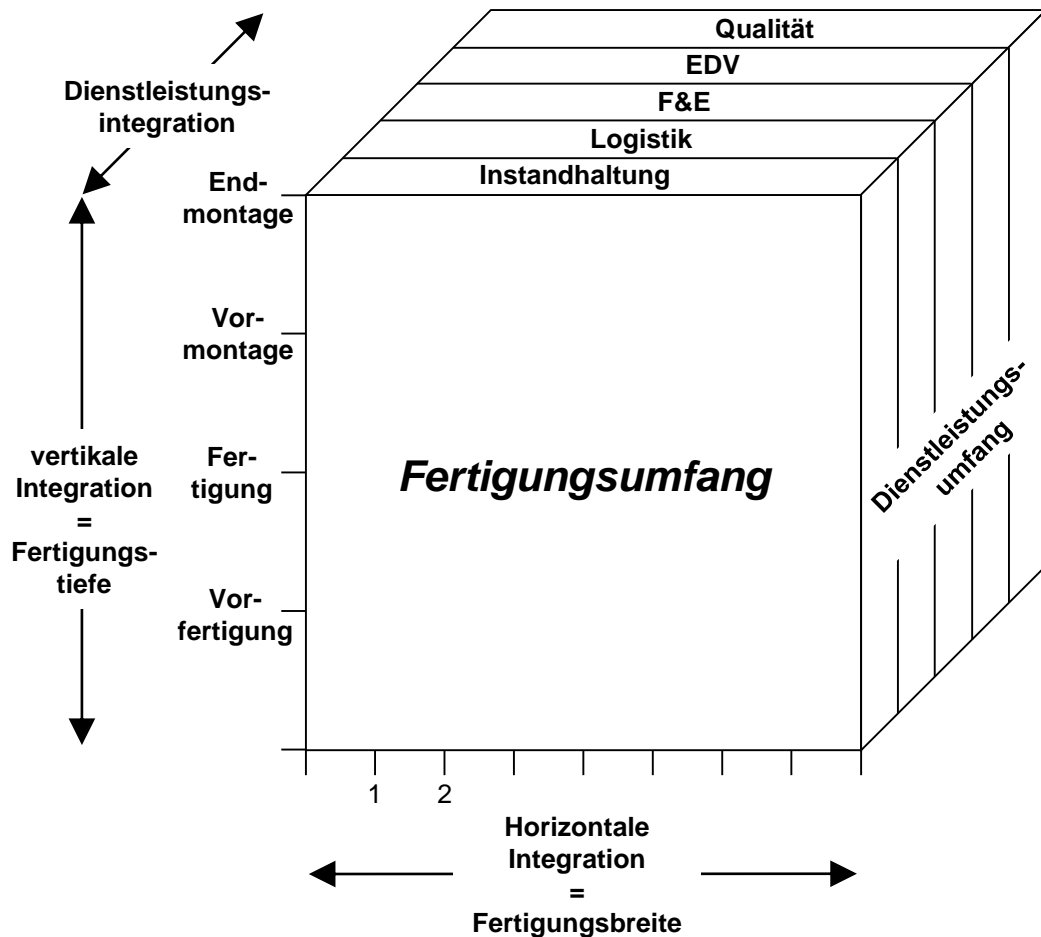 Qualität
EDV
F&E
Logistik
Instandhaltung
Dienstleistungs-
integration
End-
montage
Vor-
montage
Fer-
tigung
Vor-
fertigung
vertikale
Integration
=
Fertigungs-
tiefe
Fertigungsumfang
Dienstleistungs-
umfang
1 2
Horizontale
Integration
=
Fertigungsbreite